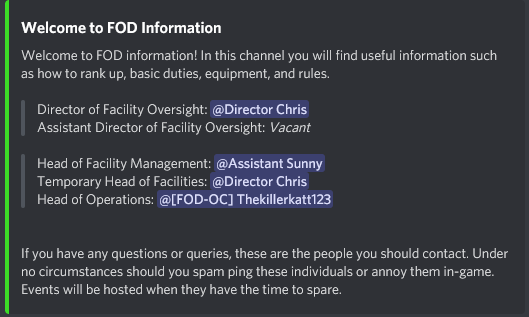 Welcome to FOD Information
Welcome to FOD information! In this channel you will find useful information such
as how to rank up, basic duties, equipment, and rules.
Director of Facility Oversight: @Director Chris
Assistant Director of Facility Oversight: Vacant
Head of Facility Management: @Assistant Sunny
Temporary Head of Facilities: @Director Chris
Head of Operations: @[FOD-OC] Thekillerkatt123
If you have any questions or queries, these are the people you should contact. Under
no circumstances should you spam ping these individuals or annoy them in-game.
Events will be hosted when they have the time to spare.